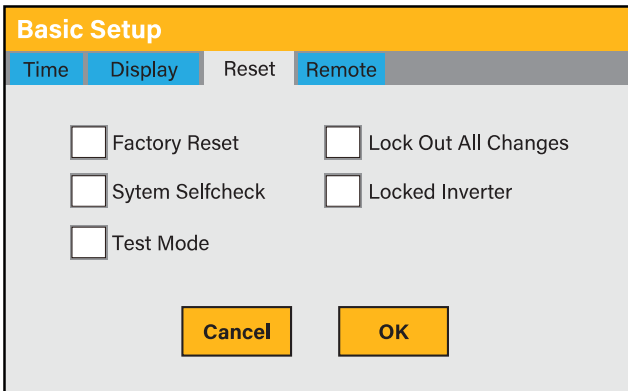 Basic Setup
Time Display Reset Remote
Factory Reset Lock Out All Changes
Sytem Selfcheck Locked Inverter
Test Mode
Cancel OK